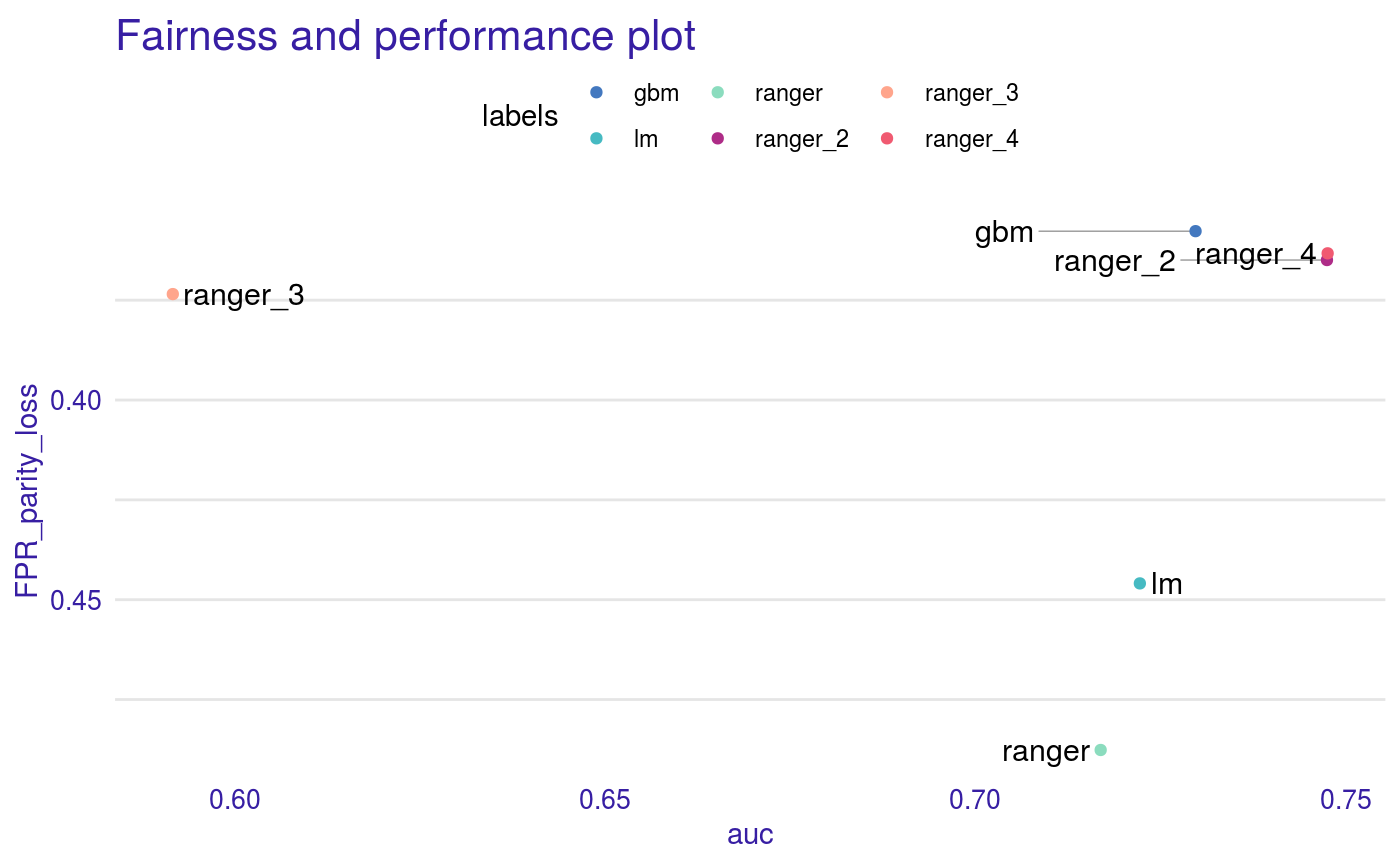 Fairness and performance plot
labels
gbm
ranger
ranger_3
lm
ranger_2
ranger_4
gbm
ranger_4
ranger_2
ranger_3
0.40
FPR_parity_loss
lm
0.45
ranger
0.60
0.65
0.70
0.75
auc